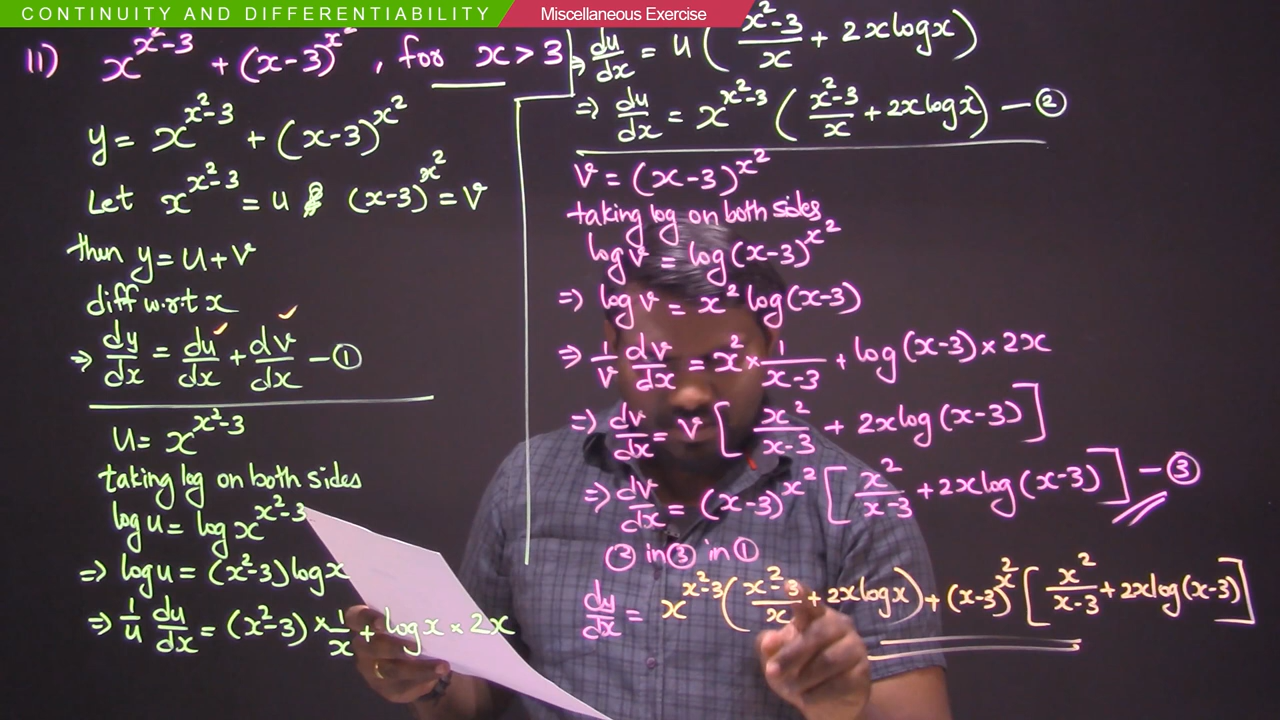 CONTINUITY AND DIFFERENTIABILITY
Miscellaneous Exercise
11) x^{x²-3} + (x-3)^{x²}, for x > 3
y = x^{x²-3} + (x-3)^{x²}
Let x^{x²-3} = u & (x-3)^{x²} = v
then y = u + v
diff w.r.t x
⇒ dy/dx = du/dx + dv/dx — ①
u = x^{x²-3}
taking log on both sides
log u = log x^{x²-3}
⇒ log u = (x²-3) log x
⇒ 1/u du/dx = (x²-3) × 1/x + log x × 2x
⇒ du/dx = u ( x²-3/x + 2x log x )
⇒ du/dx = x^{x²-3} ( x²-3/x + 2x log x ) — ②
v = (x-3)^{x²}
taking log on both sides
log v = log (x-3)^{x²}
⇒ log v = x² log (x-3)
⇒ 1/v dv/dx = x² × 1/x-3 + log (x-3) × 2x
⇒ dv/dx = v [ x²/x-3 + 2x log (x-3) ]
⇒ dv/dx = (x-3)^{x²} [ x²/x-3 + 2x log (x-3) ] — ③
② in ③ in ①
dy/dx = x^{x²-3} ( x²-3/x + 2x log x ) + (x-3)^{x²} [ x²/x-3 + 2x log (x-3) ]